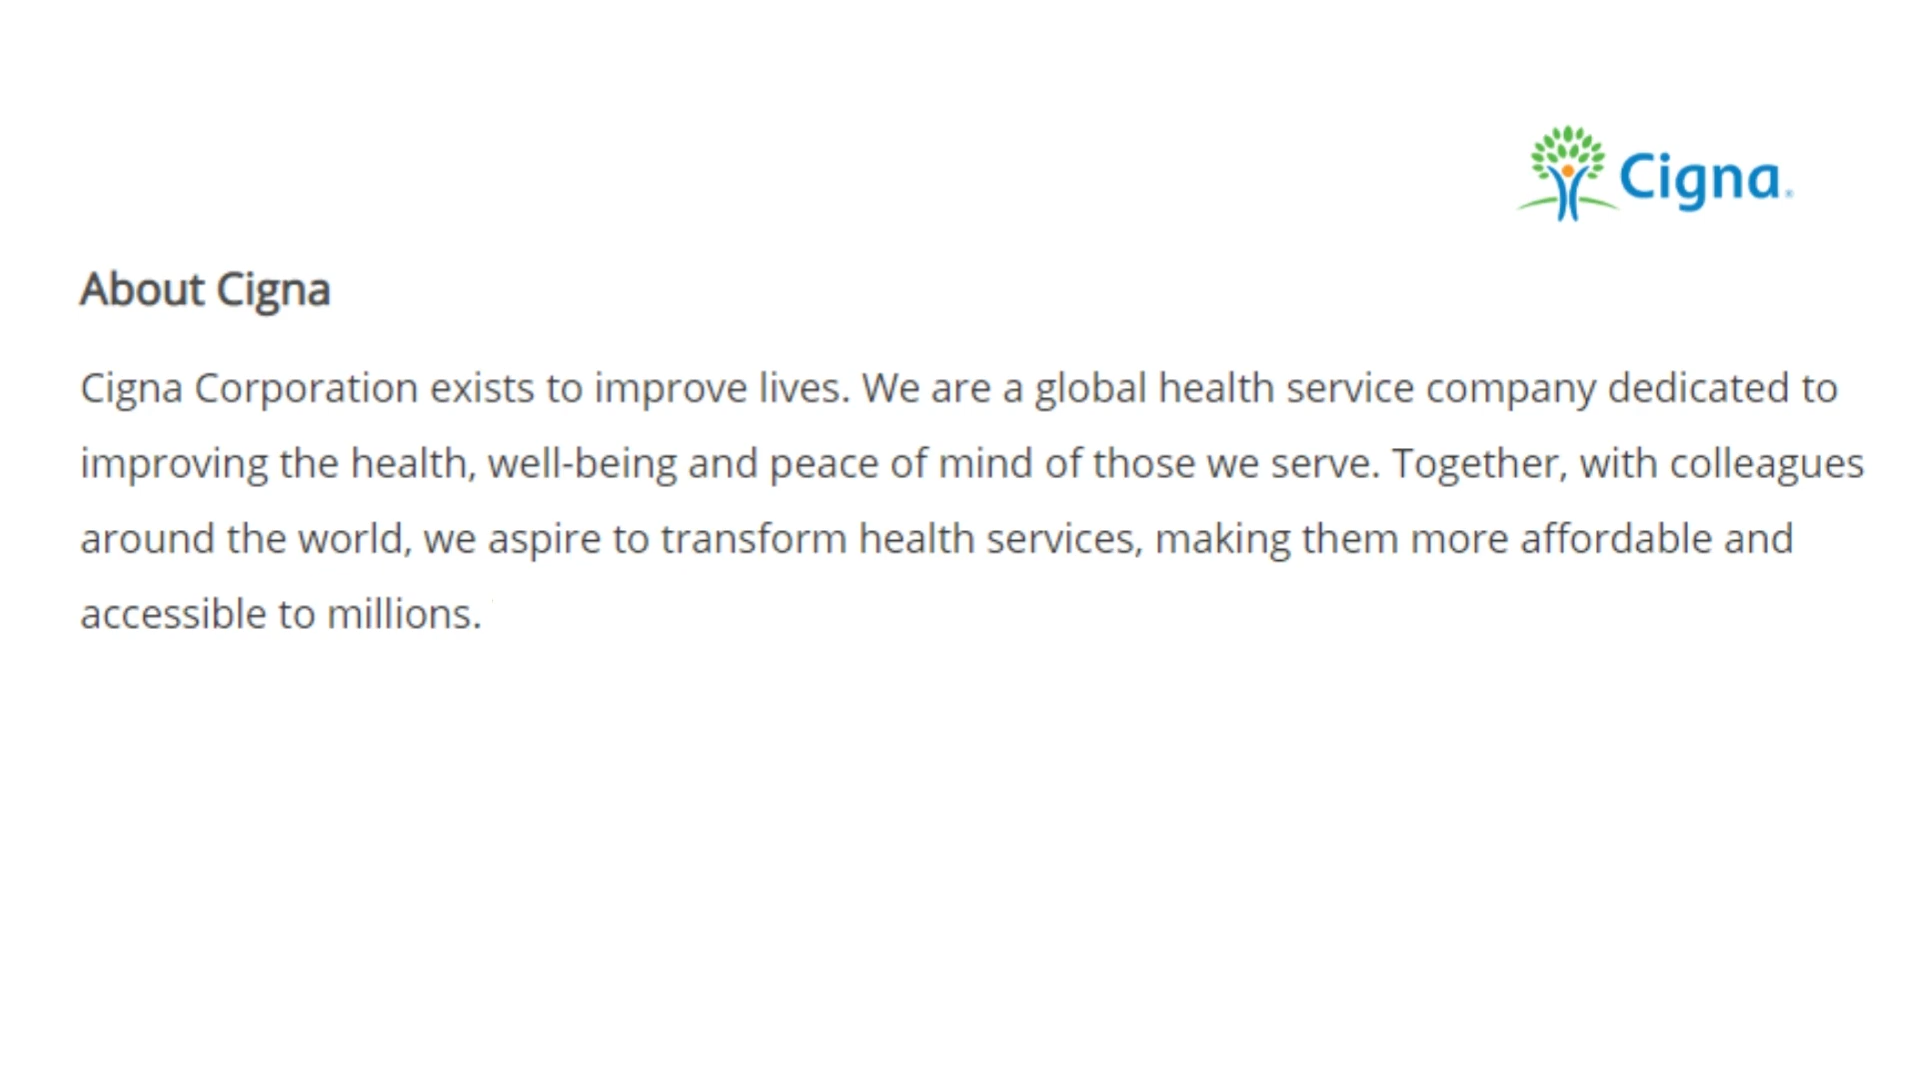 Cigna
About Cigna
Cigna Corporation exists to improve lives. We are a global health service company dedicated to
improving the health, well-being and peace of mind of those we serve. Together, with colleagues
around the world, we aspire to transform health services, making them more affordable and
accessible to millions.